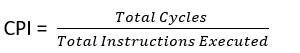 CPI = Total Cycles
Total Instructions Executed